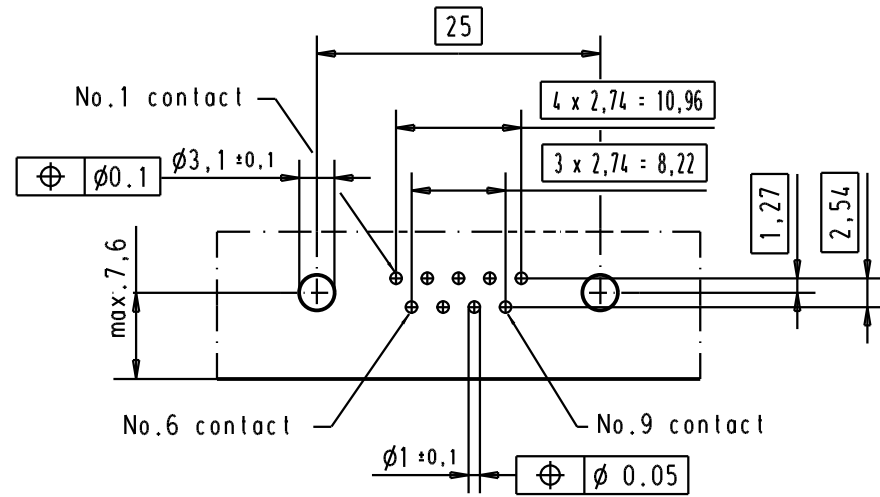 25
No.1 contact
4 x 2,74 = 10,96
⌖ ø0.1
ø3,1 ±0,1
3 x 2,74 = 8,22
1,27
2,54
max.7,6
No.6 contact
No.9 contact
ø1 ±0,1
⌖ ø 0.05